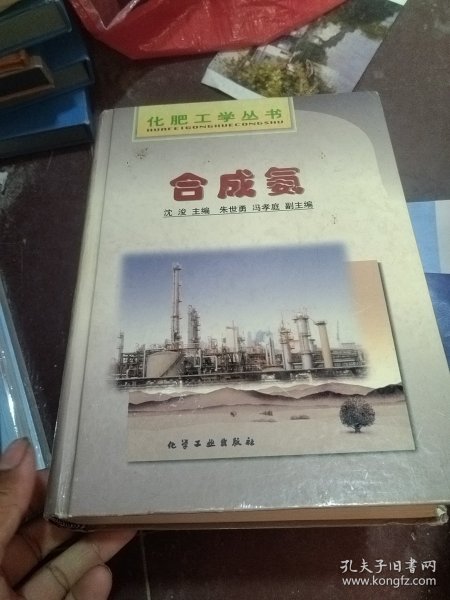 化肥工学丛书
HUAFEIGONGXUECONGSHU
合成氨
沈浚 主编 朱世勇 冯孝庭 副主编
化学工业出版社
孔夫子旧书网
www.kongfz.com